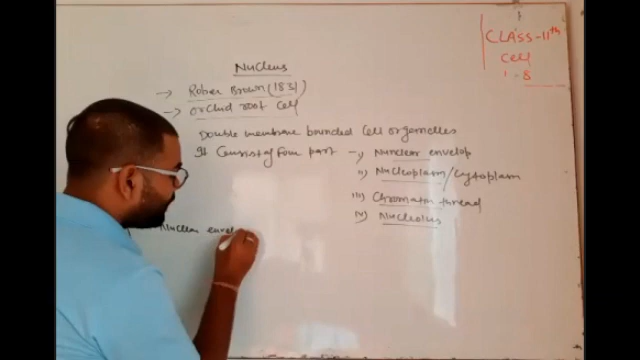 CLASS-11th
Cell
1-8
Nucleus
→ Rober Brown (1831)
→ Orchid root cell
Double membrane bounded cell organelles
It Consist of four part → i) Nuclear envelop
ii) Nucleoplasm/Cytoplasm
iii) Chromatin thread
iv) Nucleolus
Nuclear envel